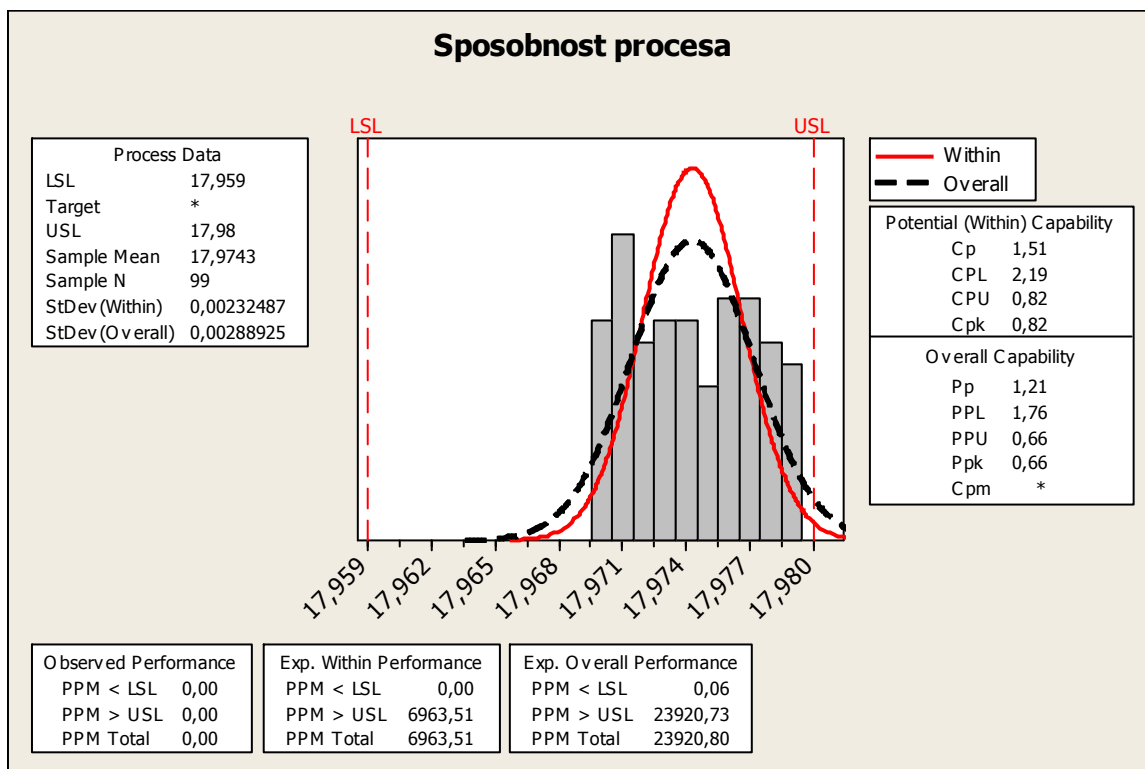 Sposobnost procesa
LSL
USL
Process Data
LSL 17,959
Target *
USL 17,98
Sample Mean 17,9743
Sample N 99
StDev(Within) 0,00232487
StDev(Overall) 0,00288925
Within
Overall
Potential (Within) Capability
Cp 1,51
CPL 2,19
CPU 0,82
Cpk 0,82
Overall Capability
Pp 1,21
PPL 1,76
PPU 0,66
Ppk 0,66
Cpm *
17,959 17,962 17,965 17,968 17,971 17,974 17,977 17,980
Observed Performance
PPM < LSL 0,00
PPM > USL 0,00
PPM Total 0,00
Exp. Within Performance
PPM < LSL 0,00
PPM > USL 6963,51
PPM Total 6963,51
Exp. Overall Performance
PPM < LSL 0,06
PPM > USL 23920,73
PPM Total 23920,80